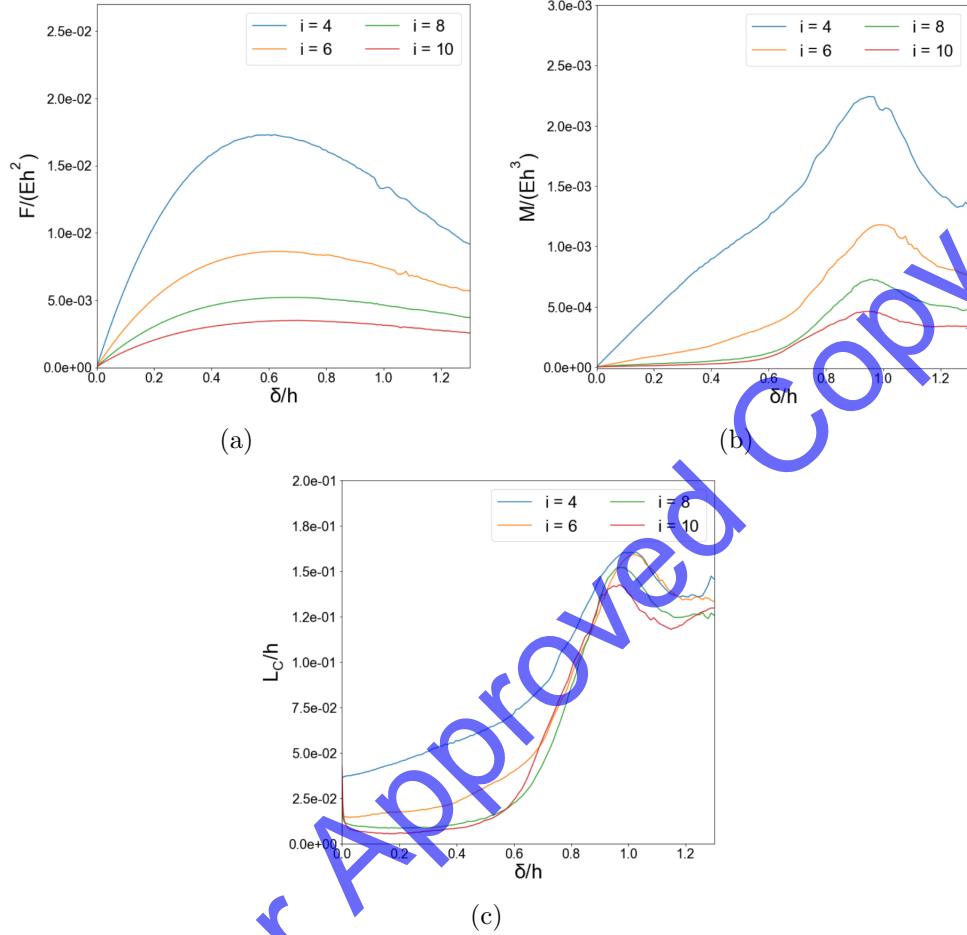 i = 4 i = 8
i = 6 i = 10
2.5e-02
2.0e-02
1.5e-02
1.0e-02
5.0e-03
0.0e+00
F/(Eh²)
0.0 0.2 0.4 0.6 0.8 1.0 1.2
δ/h
(a)
i = 4 i = 8
i = 6 i = 10
3.0e-03
2.5e-03
2.0e-03
1.5e-03
1.0e-03
5.0e-04
0.0e+00
M/(Eh³)
0.0 0.2 0.4 0.6 0.8 1.0 1.2
δ/h
(b)
i = 4 i = 8
i = 6 i = 10
2.0e-01
1.8e-01
1.5e-01
1.2e-01
1.0e-01
7.5e-02
5.0e-02
2.5e-02
0.0e+00
L_C/h
0.0 0.2 0.4 0.6 0.8 1.0 1.2
δ/h
(c)
r Approved Copy